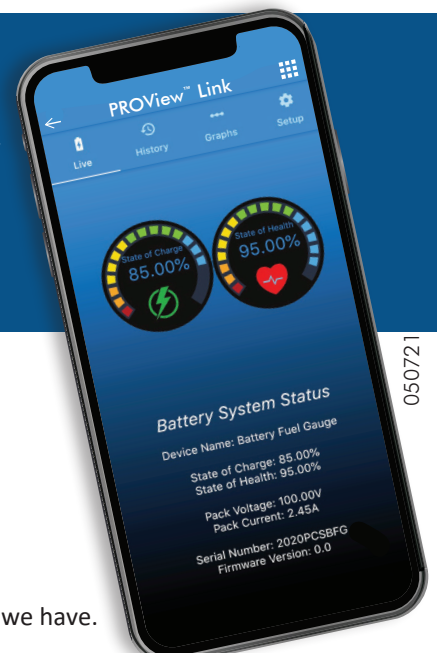 PROView™ Link
Live
History
Graphs
Setup
State of Charge
85.00%
State of Health
95.00%
Battery System Status
Device Name: Battery Fuel Gauge
State of Charge: 85.00%
State of Health: 95.00%
Pack Voltage: 100.00V
Pack Current: 2.45A
Serial Number: 2020PCSBFG
Firmware Version: 0.0
050721
we have.